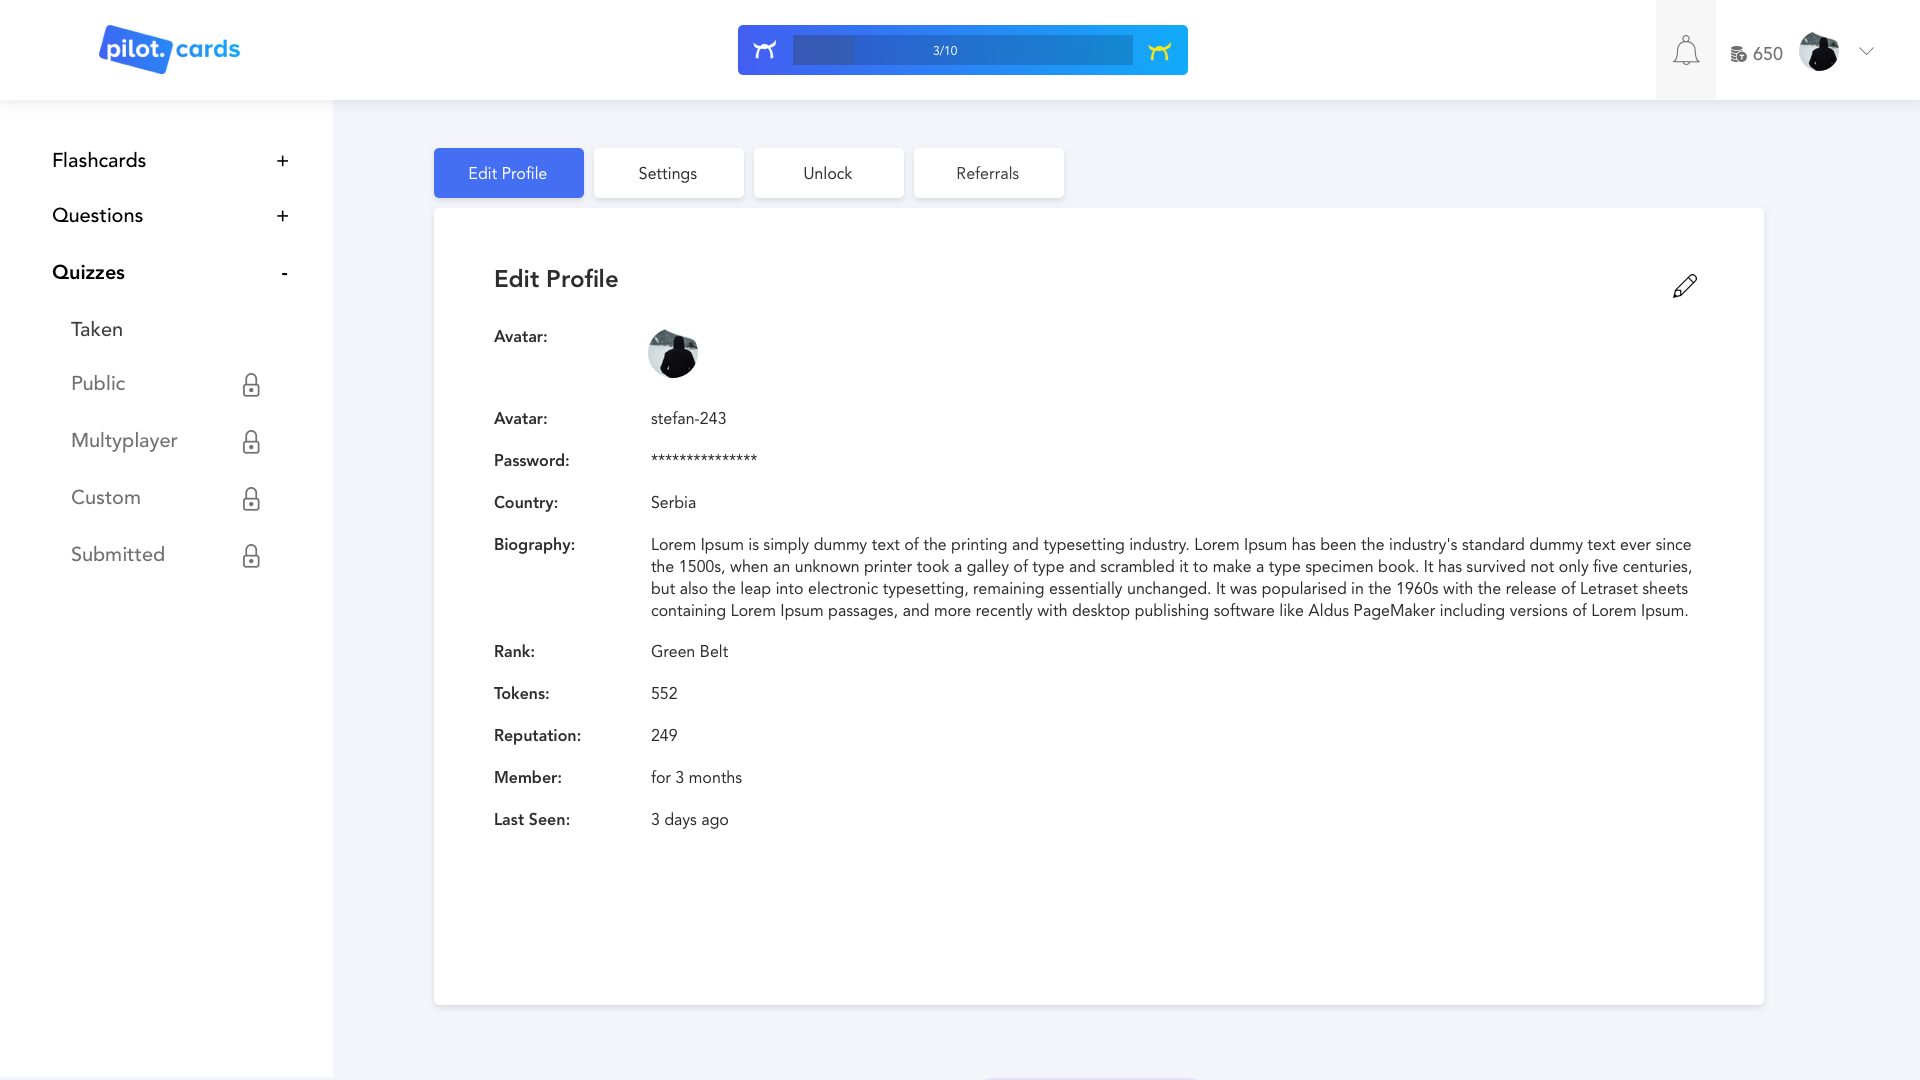 pilot.cards
3/10
650
Flashcards +
Questions +
Quizzes -
Taken
Public
Multyplayer
Custom
Submitted
Edit Profile
Settings
Unlock
Referrals
Edit Profile
Avatar:
Avatar: stefan-243
Password: ***************
Country: Serbia
Biography: Lorem Ipsum is simply dummy text of the printing and typesetting industry. Lorem Ipsum has been the industry's standard dummy text ever since
the 1500s, when an unknown printer took a galley of type and scrambled it to make a type specimen book. It has survived not only five centuries,
but also the leap into electronic typesetting, remaining essentially unchanged. It was popularised in the 1960s with the release of Letraset sheets
containing Lorem Ipsum passages, and more recently with desktop publishing software like Aldus PageMaker including versions of Lorem Ipsum.
Rank: Green Belt
Tokens: 552
Reputation: 249
Member: for 3 months
Last Seen: 3 days ago